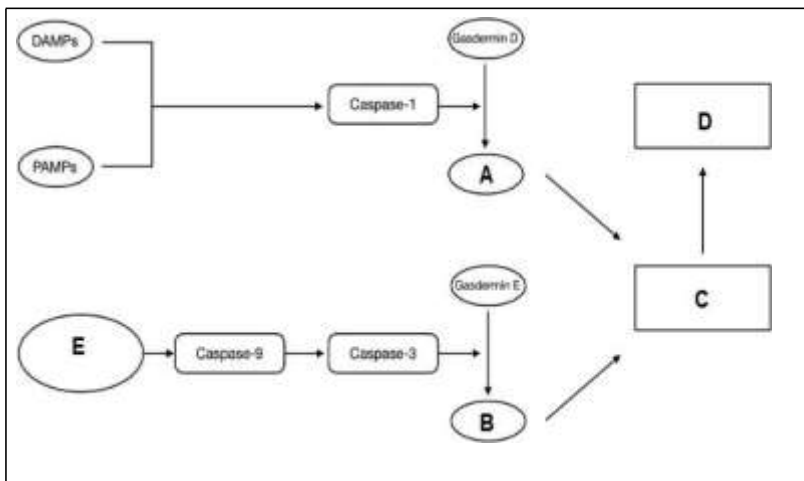 DAMPs
Gasdermin D
Caspase-1
D
PAMPs
A
Gasdermin E
C
E
Caspase-9
Caspase-3
B